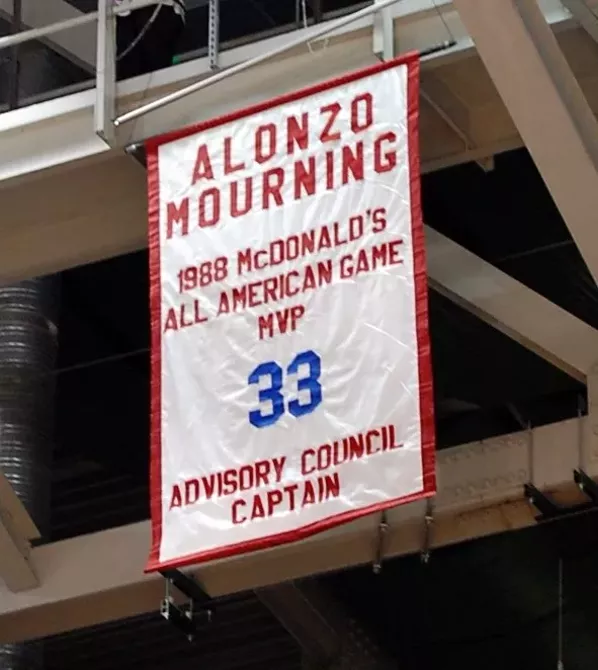 ALONZO
MOURNING
1988 McDONALD'S
ALL AMERICAN GAME
MVP
33
ADVISORY COUNCIL
CAPTAIN